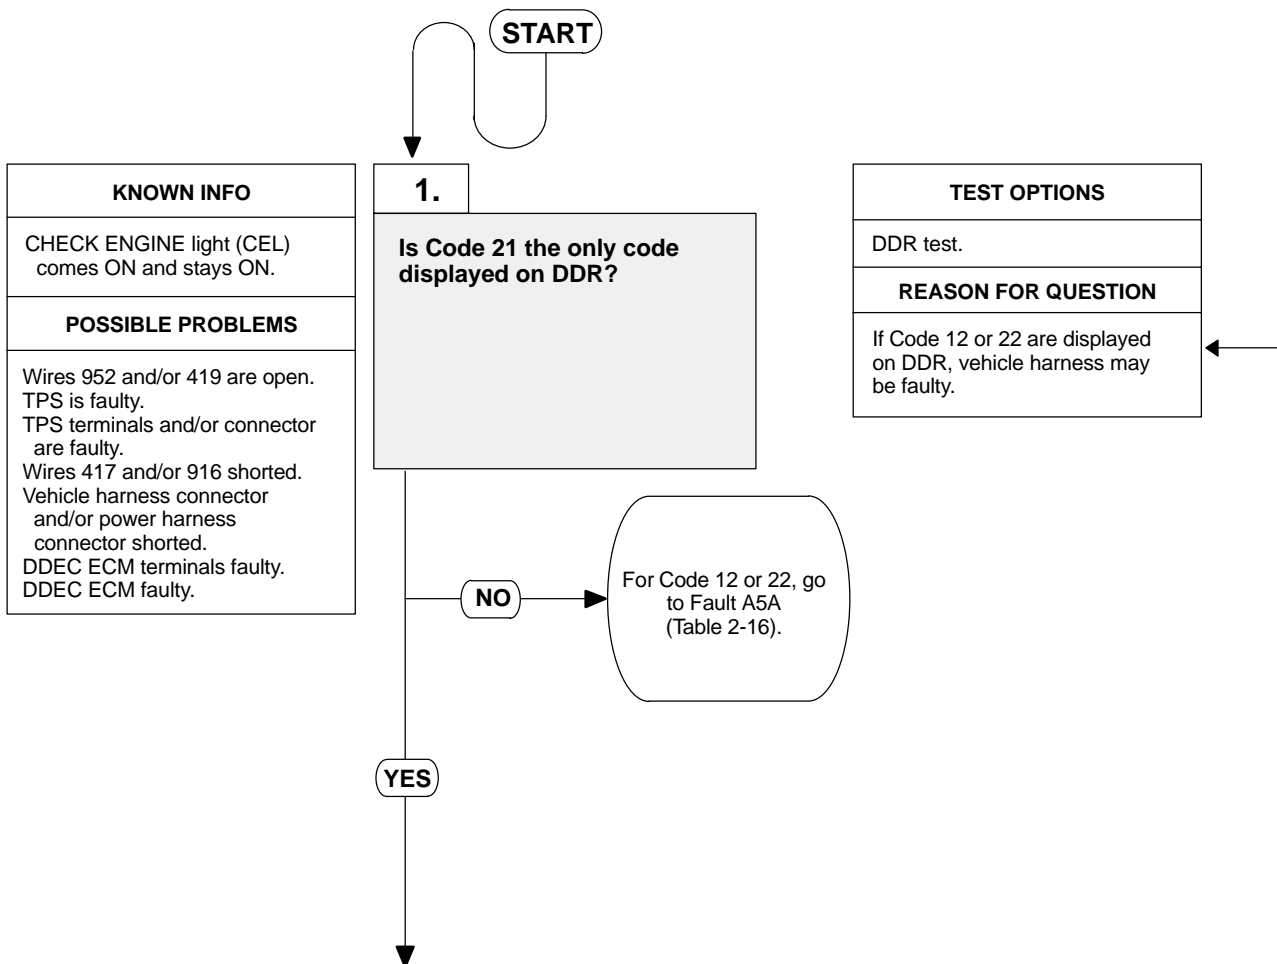 START
KNOWN INFO
CHECK ENGINE light (CEL)
comes ON and stays ON.
POSSIBLE PROBLEMS
Wires 952 and/or 419 are open.
TPS is faulty.
TPS terminals and/or connector
are faulty.
Wires 417 and/or 916 shorted.
Vehicle harness connector
and/or power harness
connector shorted.
DDEC ECM terminals faulty.
DDEC ECM faulty.
1.
Is Code 21 the only code
displayed on DDR?
TEST OPTIONS
DDR test.
REASON FOR QUESTION
If Code 12 or 22 are displayed
on DDR, vehicle harness may
be faulty.
NO
For Code 12 or 22, go
to Fault A5A
(Table 2-16).
YES